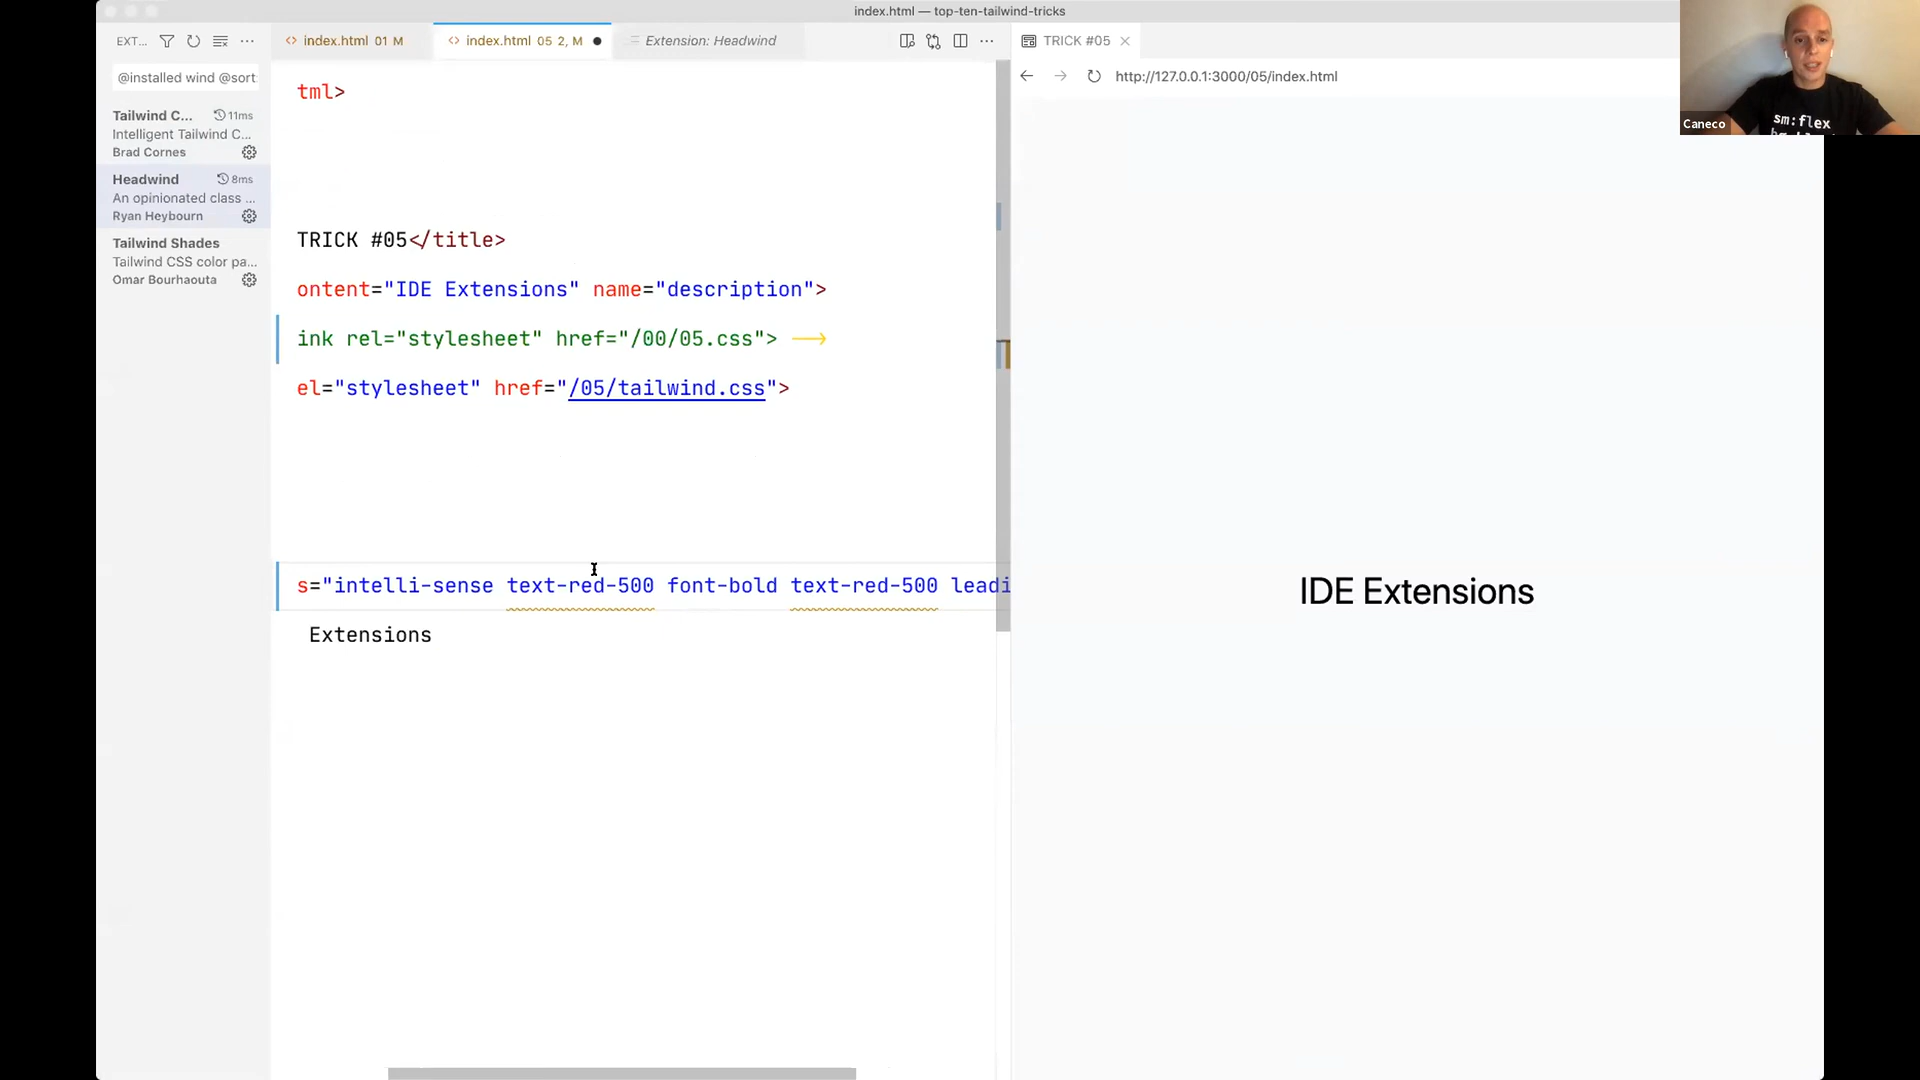 index.html — top-ten-tailwind-tricks
EXT...
index.html 01 M
index.html 05 2, M
Extension: Headwind
TRICK #05
@installed wind @sort:
http://127.0.0.1:3000/05/index.html
Tailwind C... 11ms
Intelligent Tailwind C...
Brad Cornes
Headwind 8ms
An opinionated class ...
Ryan Heybourn
Tailwind Shades
Tailwind CSS color pa...
Omar Bourhaouta
tml>
TRICK #05</title>
ontent="IDE Extensions" name="description">
ink rel="stylesheet" href="/00/05.css"> -->
el="stylesheet" href="/05/tailwind.css">
s="intelli-sense text-red-500 font-bold text-red-500 leadi
Extensions
IDE Extensions
sm:flex
Caneco